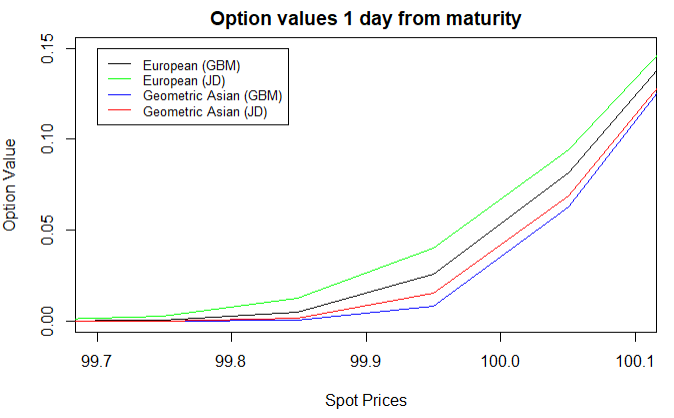 Option values 1 day from maturity
Option Value
0.15
0.10
0.05
0.00
European (GBM)
European (JD)
Geometric Asian (GBM)
Geometric Asian (JD)
99.7 99.8 99.9 100.0 100.1
Spot Prices